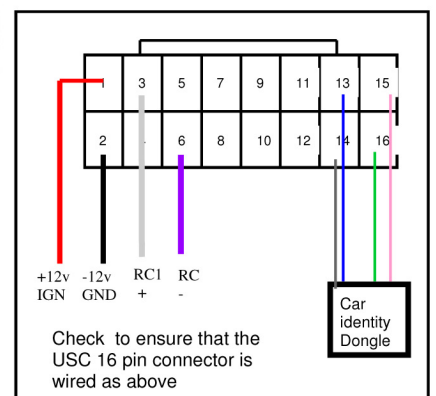 1 3 5 7 9 11 13 15
2 6 8 10 12 14 16
+12v -12v RC1 RC
IGN GND + -
Car
identity
Dongle
Check to ensure that the
USC 16 pin connector is
wired as above